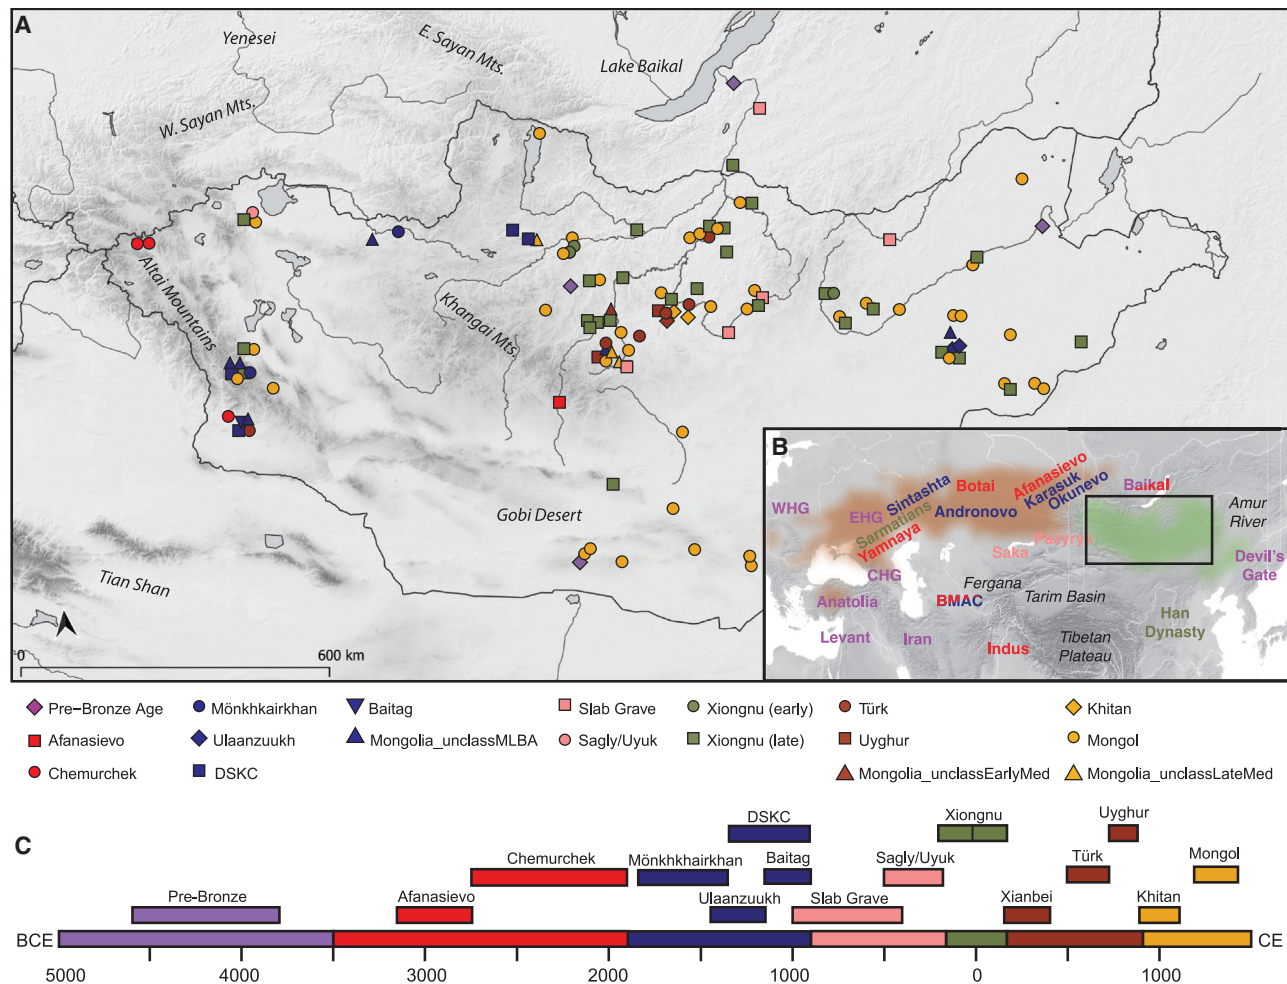 A
Yenesei
E. Sayan Mts.
Lake Baikal
W. Sayan Mts.
Altai Mountains
Khangai Mts.
Gobi Desert
Tian Shan
0
600 km
B
WHG
EHG
Sintashta
Sarmatians
Yamnaya
Botai
Andronovo
Afanasievo
Karasuk
Okunevo
Baikal
Amur
River
Saka
Pazyryk
CHG
Fergana
Devil's
Gate
Anatolia
BMAC
Tarim Basin
Han
Dynasty
Levant
Iran
Indus
Tibetan
Plateau
Pre-Bronze Age
Mönkhkairkhan
Baitag
Slab Grave
Xiongnu (early)
Türk
Khitan
Afanasievo
Ulaanzuukh
Mongolia_unclassMLBA
Sagly/Uyuk
Xiongnu (late)
Uyghur
Mongol
Chemurchek
DSKC
Mongolia_unclassEarlyMed
Mongolia_unclassLateMed
C
DSKC
Xiongnu
Uyghur
Chemurchek
Mönkhkhairkhan
Baitag
Sagly/Uyuk
Türk
Mongol
Pre-Bronze
Afanasievo
Ulaanzuukh
Slab Grave
Xianbei
Khitan
BCE
CE
5000
4000
3000
2000
1000
0
1000